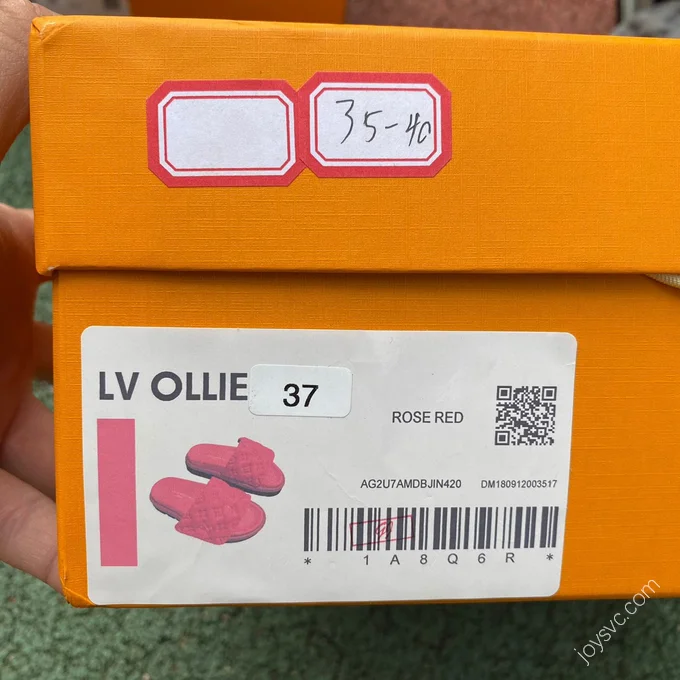 35-40
LV OLLIE
37
ROSE RED
AG2U7AMDBJIN420 DM180912003517
* 1A8Q6R *
joysvc.com